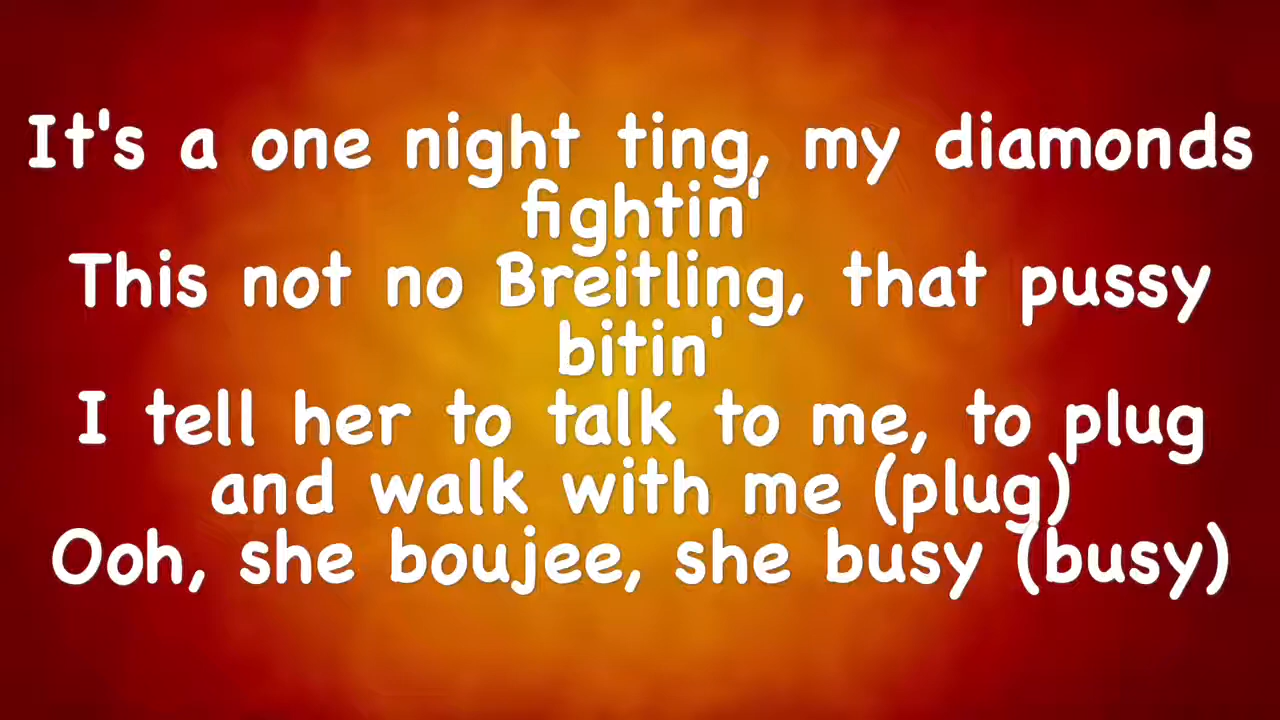 It's a one night ting, my diamonds
fightin'
This not no Breitling, that pussy
bitin'
I tell her to talk to me, to plug
and walk with me (plug)
Ooh, she boujee, she busy (busy)